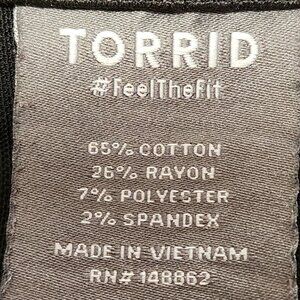 TORRID
#FeelTheFit
65% COTTON
26% RAYON
7% POLYESTER
2% SPANDEX
MADE IN VIETNAM
RN# 148862